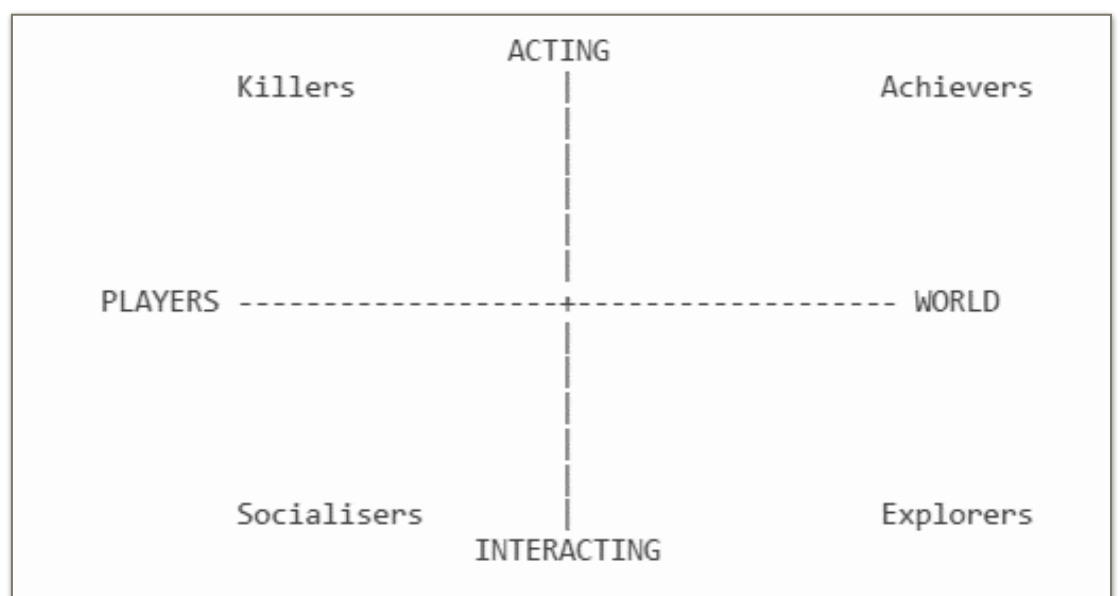 ACTING
Killers Achievers
PLAYERS -------------------+------------------- WORLD
Socialisers Explorers
INTERACTING